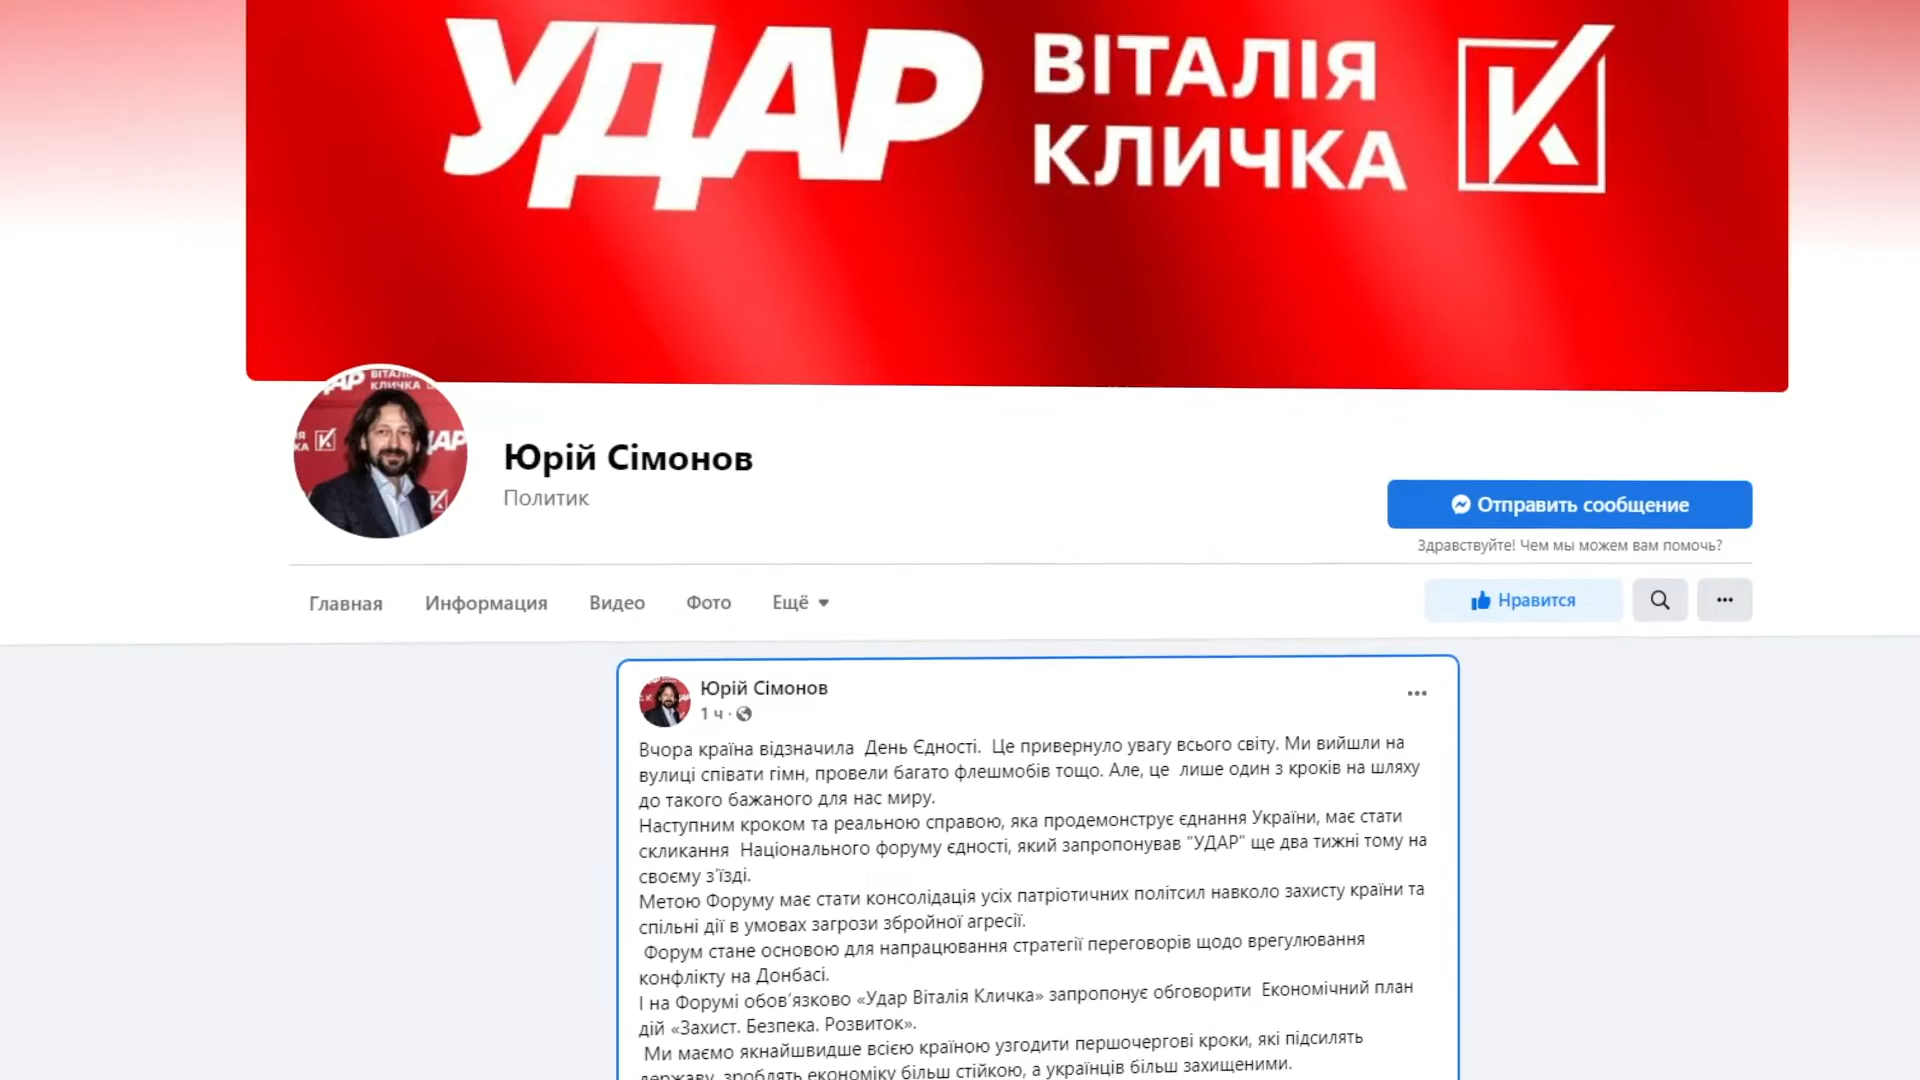 УДАР
ВІТАЛІЯ
КЛИЧКА
Юрій Сімонов
Политик
Отправить сообщение
Здравствуйте! Чем мы можем вам помочь?
Главная Информация Видео Фото Ещё
Нравится
Юрій Сімонов
1 ч ·
Вчора країна відзначила День Єдності. Це привернуло увагу всього світу. Ми вийшли на
вулиці співати гімн, провели багато флешмобів тощо. Але, це лише один з кроків на шляху
до такого бажаного для нас миру.
Наступним кроком та реальною справою, яка продемонструє єднання України, має стати
скликання Національного форуму єдності, який запропонував "УДАР" ще два тижні тому на
своєму з'їзді.
Метою Форуму має стати консолідація усіх патріотичних політсил навколо захисту країни та
спільні дії в умовах загрози збройної агресії.
Форум стане основою для напрацювання стратегії переговорів щодо врегулювання
конфлікту на Донбасі.
І на Форумі обов'язково «Удар Віталія Кличка» запропонує обговорити Економічний план
дій «Захист. Безпека. Розвиток».
Ми маємо якнайшвидше всією країною узгодити першочергові кроки, які підсилять
державу, зроблять економіку більш стійкою, а українців більш захищеними.